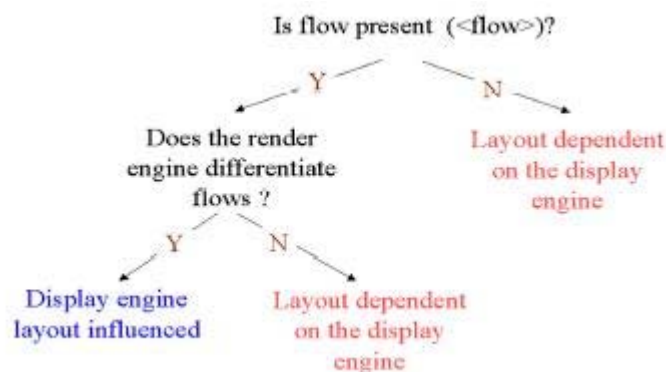 Is flow present (<flow>)?
Y
N
Does the render
engine differentiate
flows ?
Layout dependent
on the display
engine
Y
N
Display engine
layout influenced
Layout dependent
on the display
engine